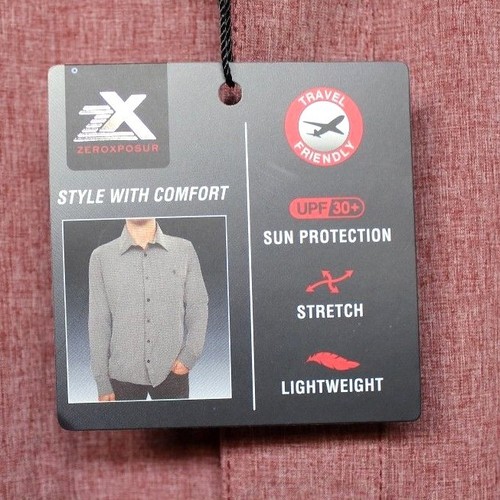 ZX
ZEROXPOSUR
STYLE WITH COMFORT
TRAVEL
FRIENDLY
UPF 30+
SUN PROTECTION
STRETCH
LIGHTWEIGHT